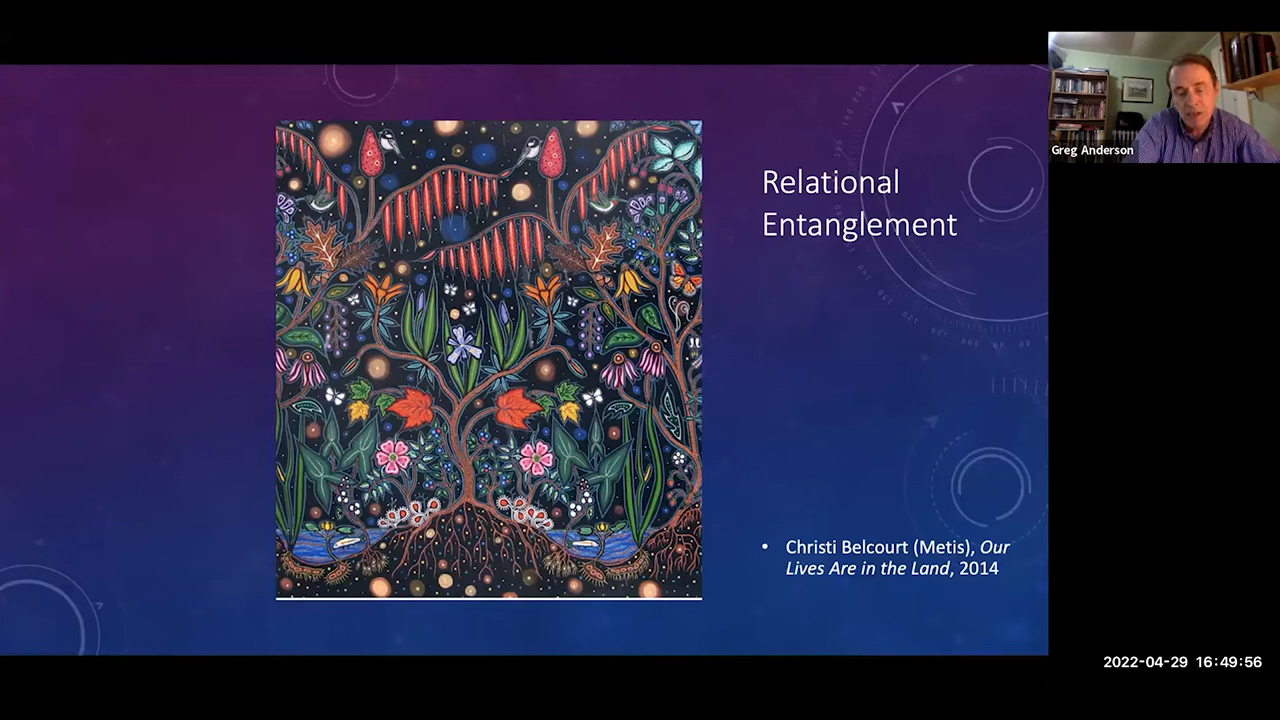 Relational
Entanglement
• Christi Belcourt (Metis), Our
Lives Are in the Land, 2014
Greg Anderson
2022-04-29 16:49:56